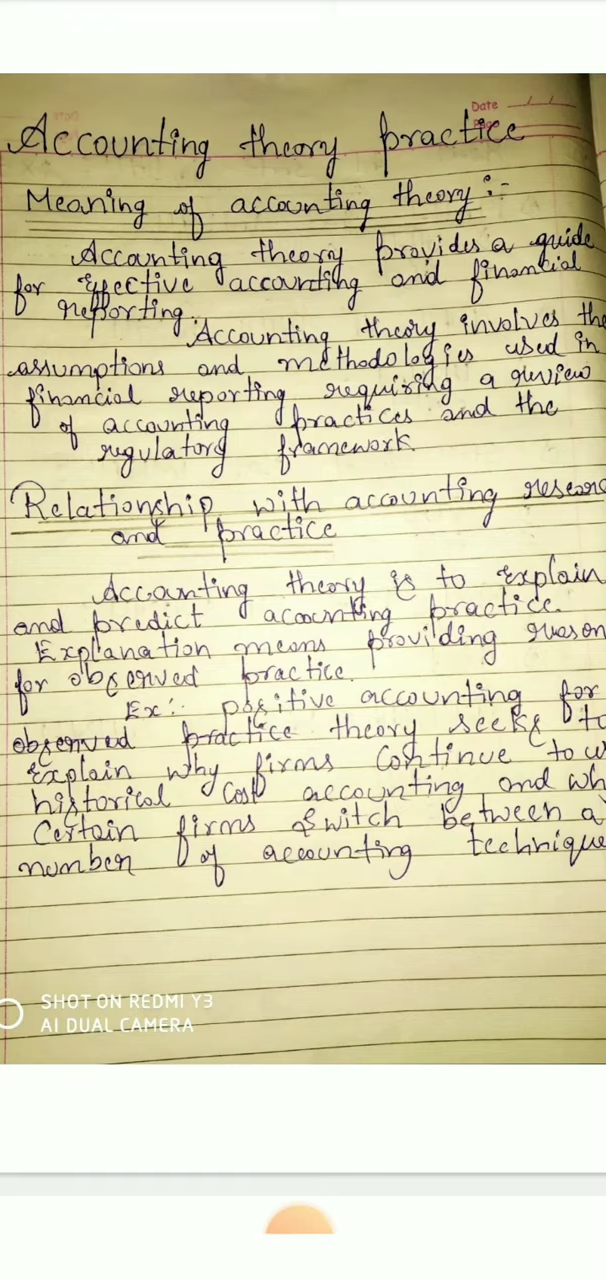 Date
Accounting theory practice
Meaning of accounting theory :-
Accounting theory provides a guide
for effective accounting and financial
reporting.
Accounting theory involves the
assumptions and methodologies used in
financial reporting requiring a review
of accounting practices and the
regulatory framework
Relationship with accounting researc
and practice
Accounting theory is to explain
and predict acoounting practice.
Explanation means providing reason
for observed practice.
Ex:- positive accounting for
observed practice theory seeks to
explain why firms continue to u
historical cost accounting and wh
Certain firms switch between a
number of accounting technique
SHOT ON REDMI Y3
AI DUAL CAMERA